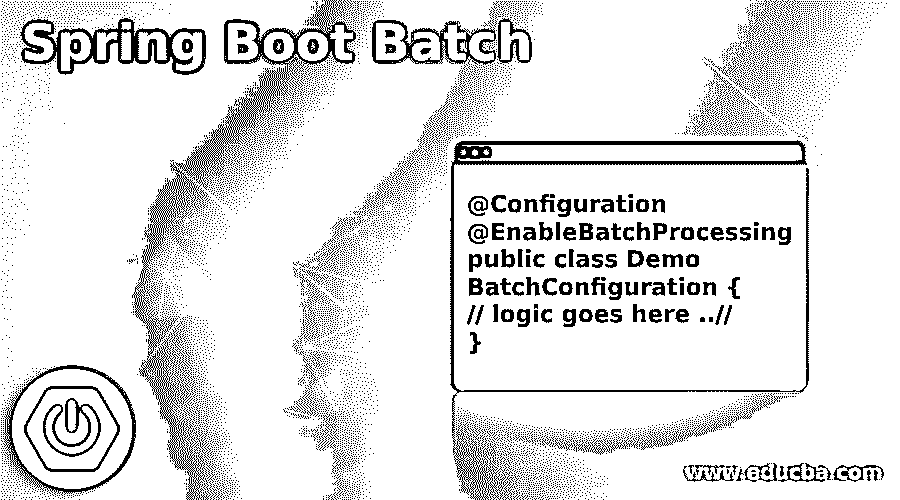 Spring Boot Batch
@Configuration
@EnableBatchProcessing
public class Demo
BatchConfiguration {
// logic goes here ..//
}
www.educba.com